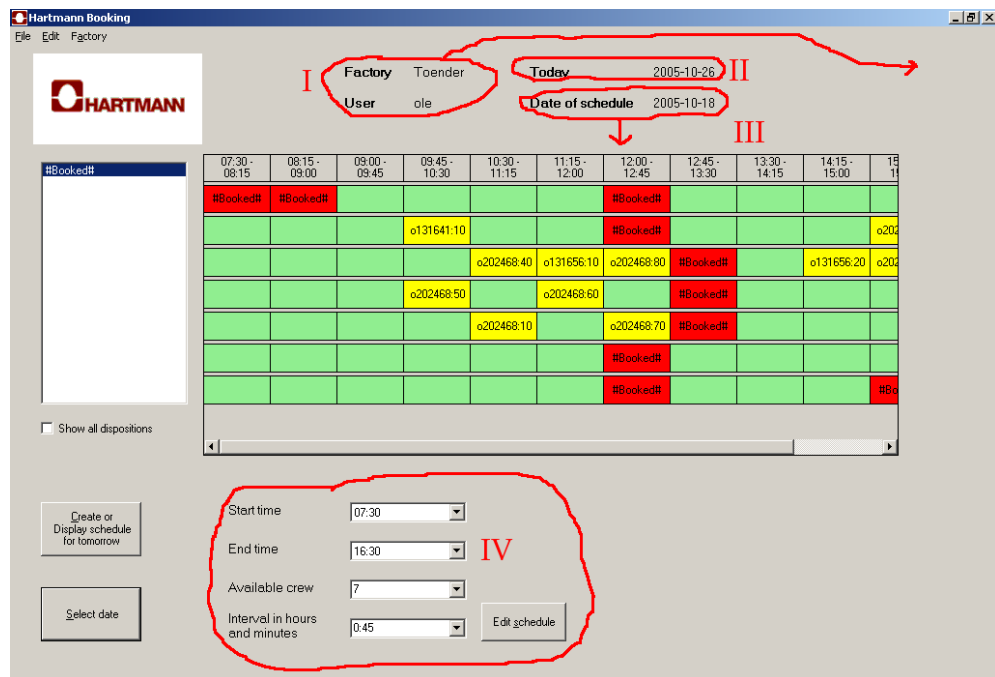 Hartmann Booking
File Edit Factory
HARTMANN
I
Factory Toender
User ole
Today 2005-10-26
II
Date of schedule 2005-10-18
III
#Booked#
07:30 - 08:15 08:15 - 09:00 09:00 - 09:45 09:45 - 10:30 10:30 - 11:15 11:15 - 12:00 12:00 - 12:45 12:45 - 13:30 13:30 - 14:15 14:15 - 15:00
#Booked# #Booked# #Booked#
o131641:10 #Booked#
o202468:40 o131656:10 o202468:80 #Booked# o131656:20
o202468:50 o202468:60 #Booked#
o202468:10 o202468:70 #Booked#
#Booked#
#Booked#
Show all dispositions
Create or
Display schedule
for tomorrow
Select date
Start time 07:30
End time 16:30
IV
Available crew 7
Interval in hours
and minutes 0:45
Edit schedule